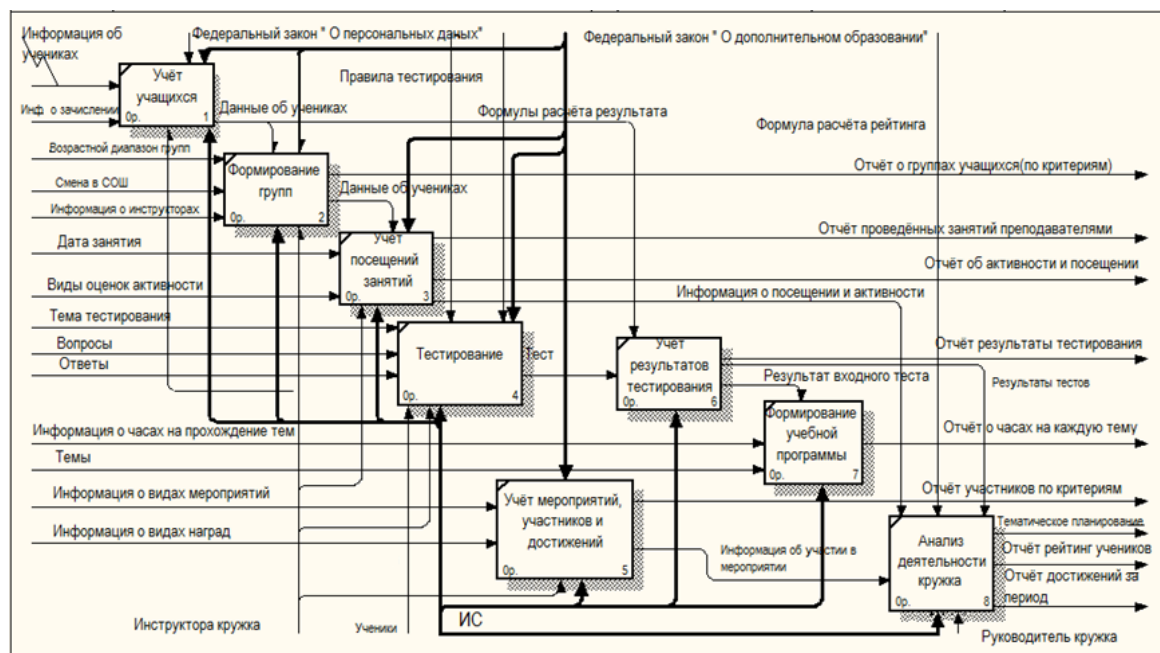 Информация об
учениках
Федеральный закон " О персональных даных"
Федеральный закон " О дополнительном образовании"
Учёт
учащихся
0р. 1
Правила тестирования
Инф. о зачислении
Данные об учениках
Формулы расчёта результата
Формула расчёта рейтинга
Возрастной диапазон групп
Формирование
групп
0р. 2
Отчёт о группах учащихся(по критериям)
Смена в СОШ
Данные об учениках
Информация о инструкторах
Дата занятия
Учёт
посещений
занятий
0р. 3
Отчёт проведённых занятий преподавателями
Отчёт об активности и посещении
Виды оценок активности
Информация о посещении и активности
Тема тестирования
Вопросы
Ответы
Тестирование
0р. 4
Тест
Учёт
результатов
тестирования
0р. 6
Отчёт результаты тестирования
Результат входного теста
Результаты тестов
Формирование
учебной
программы
0р. 7
Информация о часах на прохождение тем
Отчёт о часах на каждую тему
Темы
Информация о видах мероприятий
Учёт мероприятий,
участников и
достижений
0р. 5
Отчёт участников по критериям
Информация о видах наград
Тематическое планирование
Анализ
деятельности
кружка
0р. 8
Информация об участии в
мероприятии
Отчёт рейтинг учеников
Отчёт достижений за
период
Инструктора кружка
Ученики
ИС
Руководитель кружка